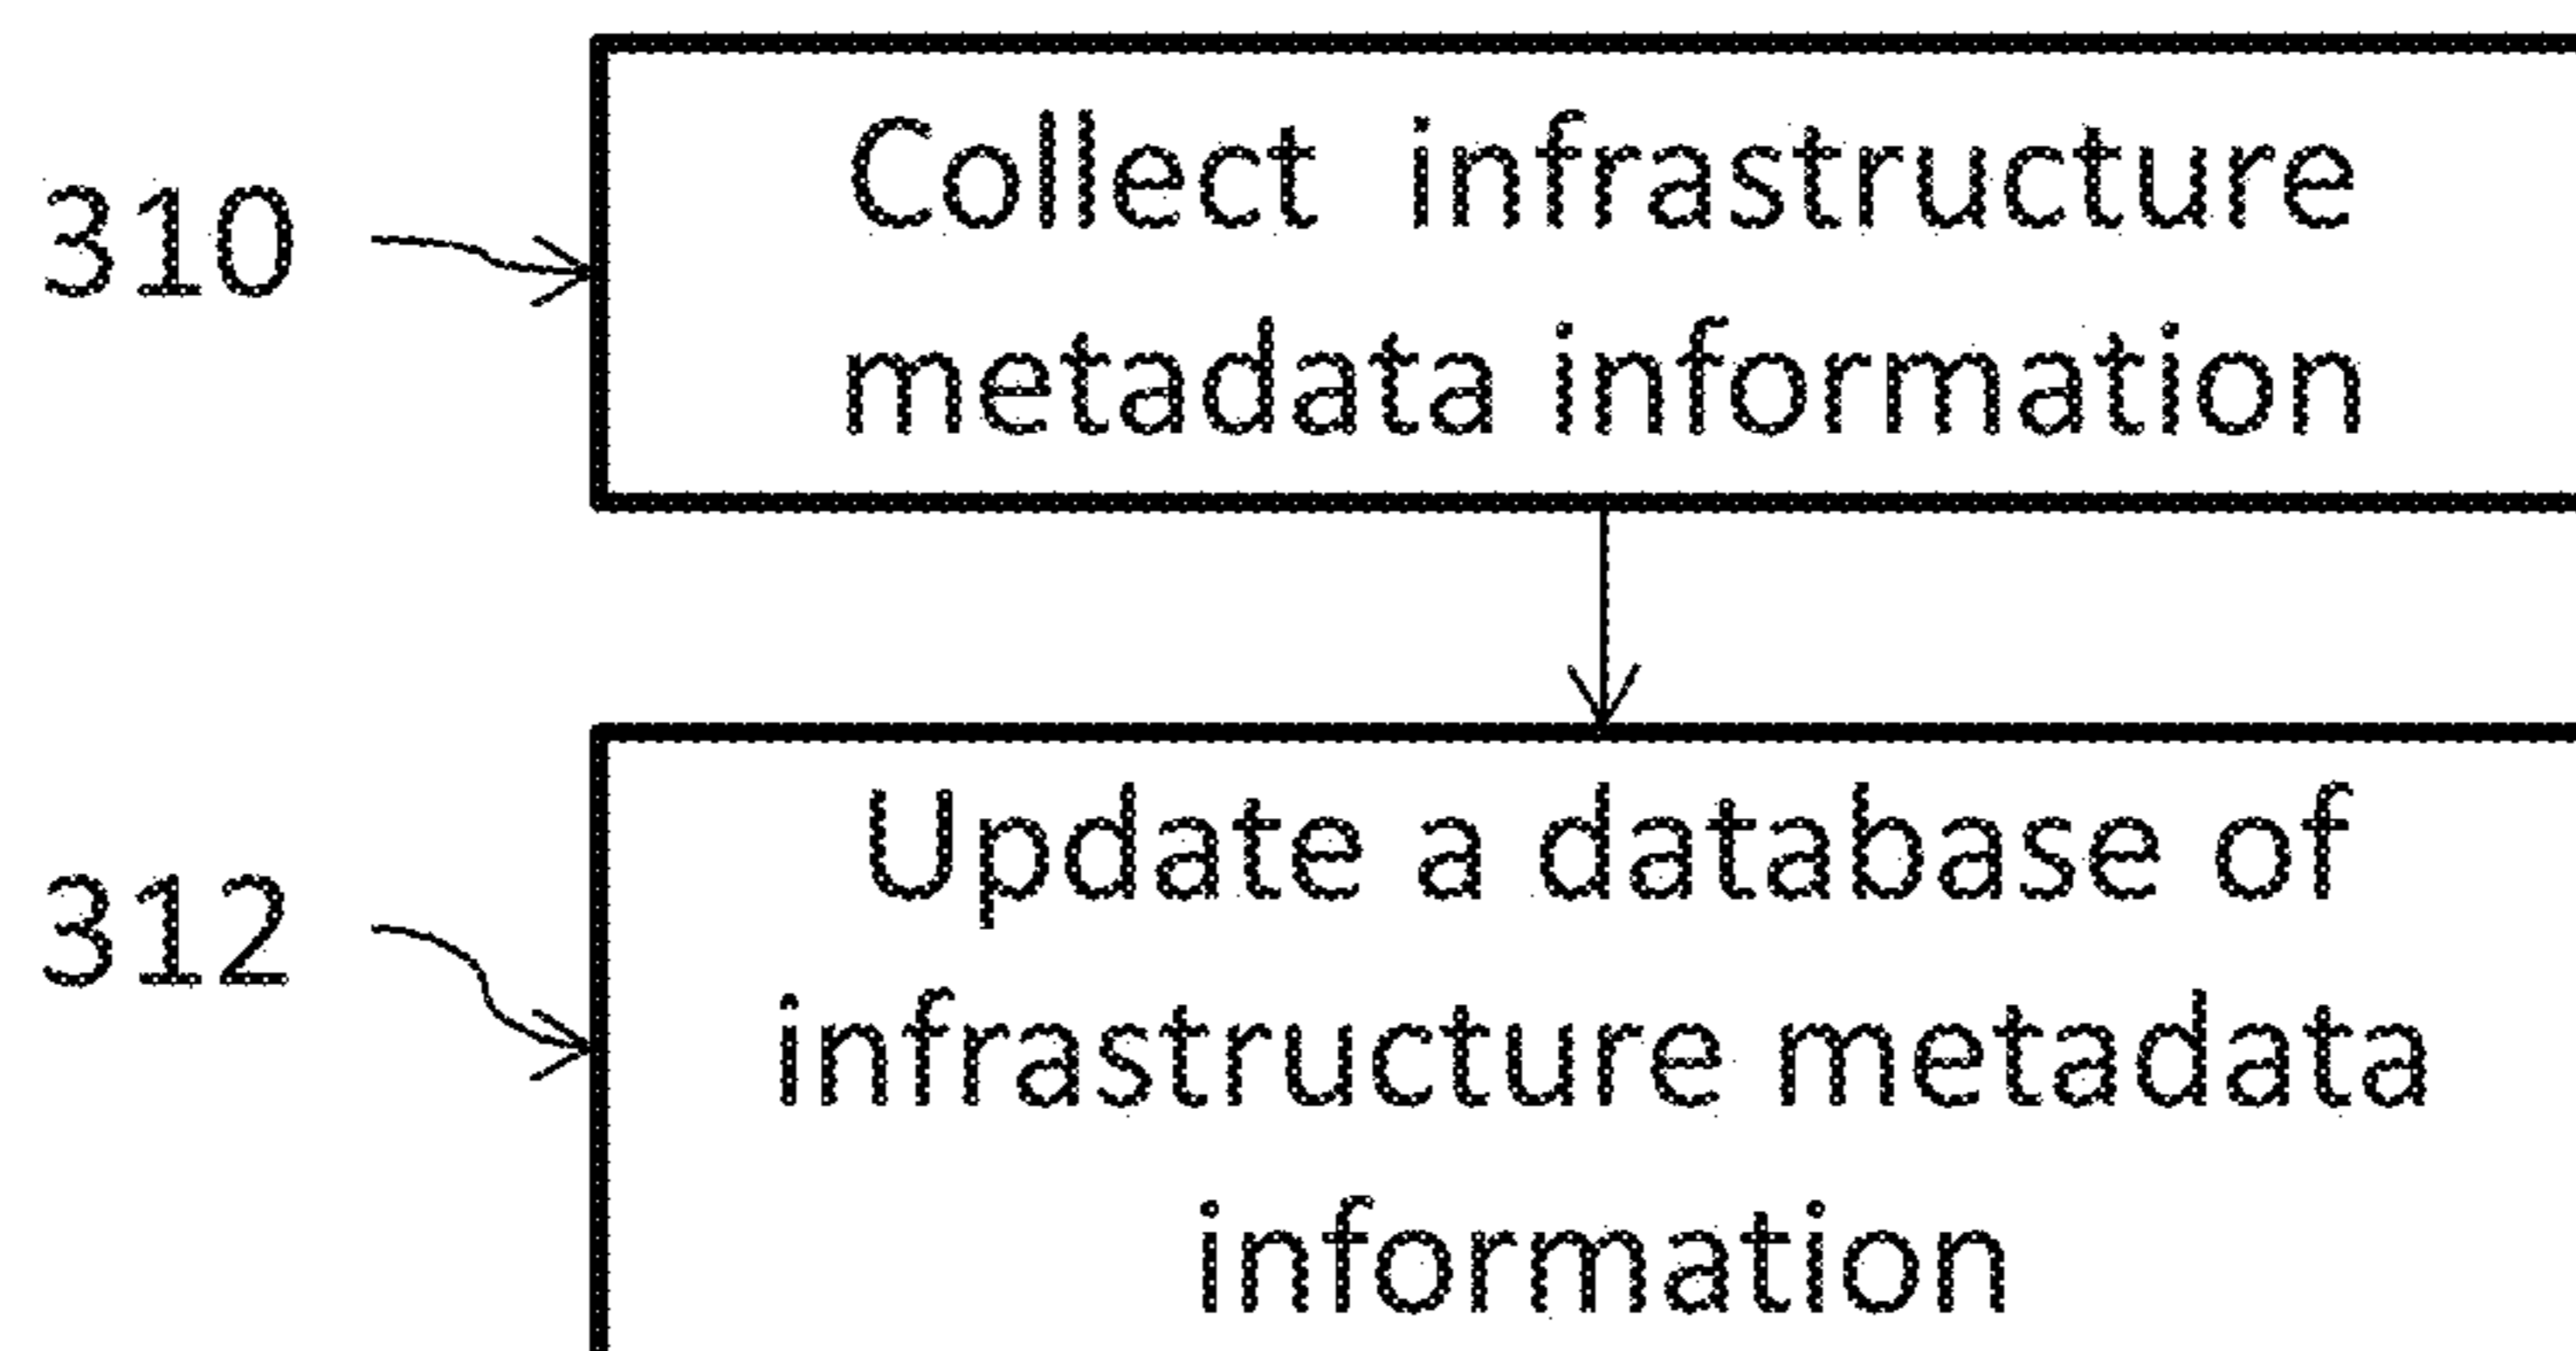 310
Collect infrastructure
metadata information
312
Update a database of
infrastructure metadata
information